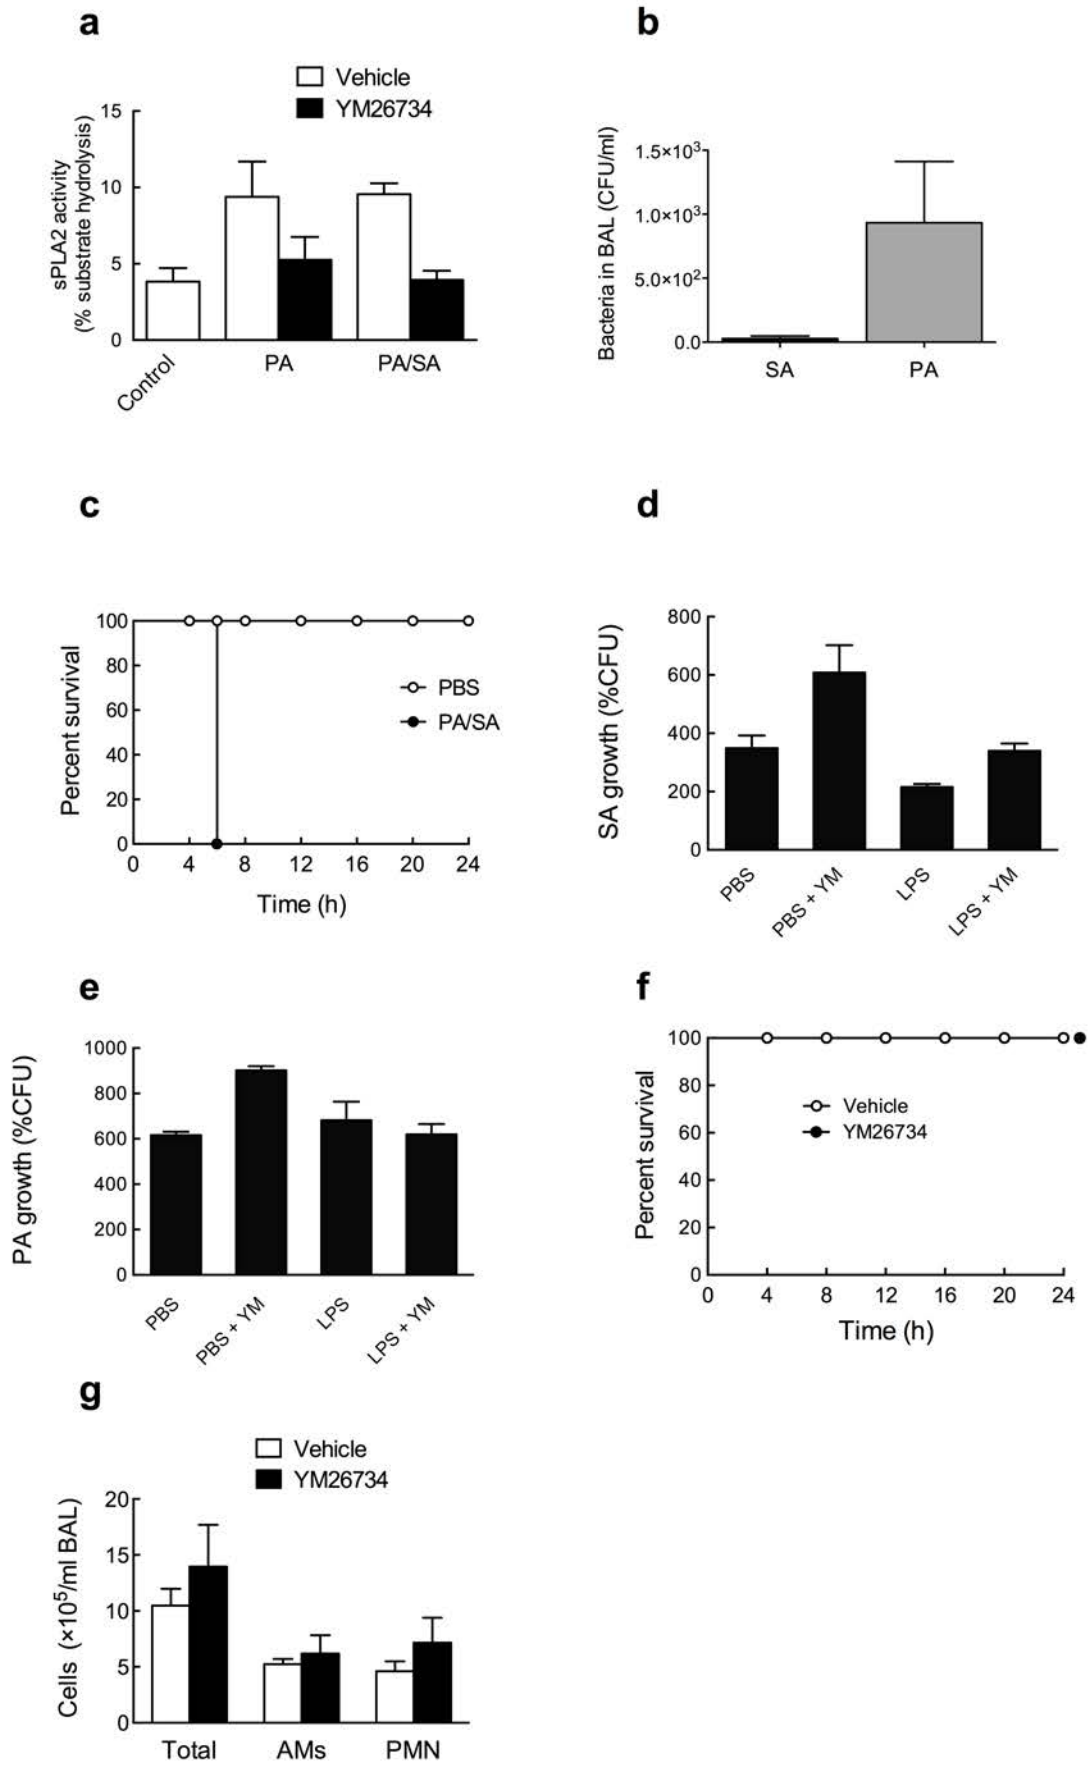 a
Vehicle
YM26734
sPLA2 activity
(% substrate hydrolysis)
15
10
5
0
Control
PA
PA/SA
b
Bacteria in BAL (CFU/ml)
1.5×10³
1.0×10³
5.0×10²
0.0
SA
PA
c
Percent survival
100
80
60
40
20
0
PBS
PA/SA
0 4 8 12 16 20 24
Time (h)
d
SA growth (%CFU)
800
600
400
200
0
PBS
PBS + YM
LPS
LPS + YM
e
PA growth (%CFU)
1000
800
600
400
200
0
PBS
PBS + YM
LPS
LPS + YM
f
Percent survival
100
80
60
40
20
0
Vehicle
YM26734
0 4 8 12 16 20 24
Time (h)
g
Vehicle
YM26734
Cells (×10⁵/ml BAL)
20
15
10
5
0
Total
AMs
PMN